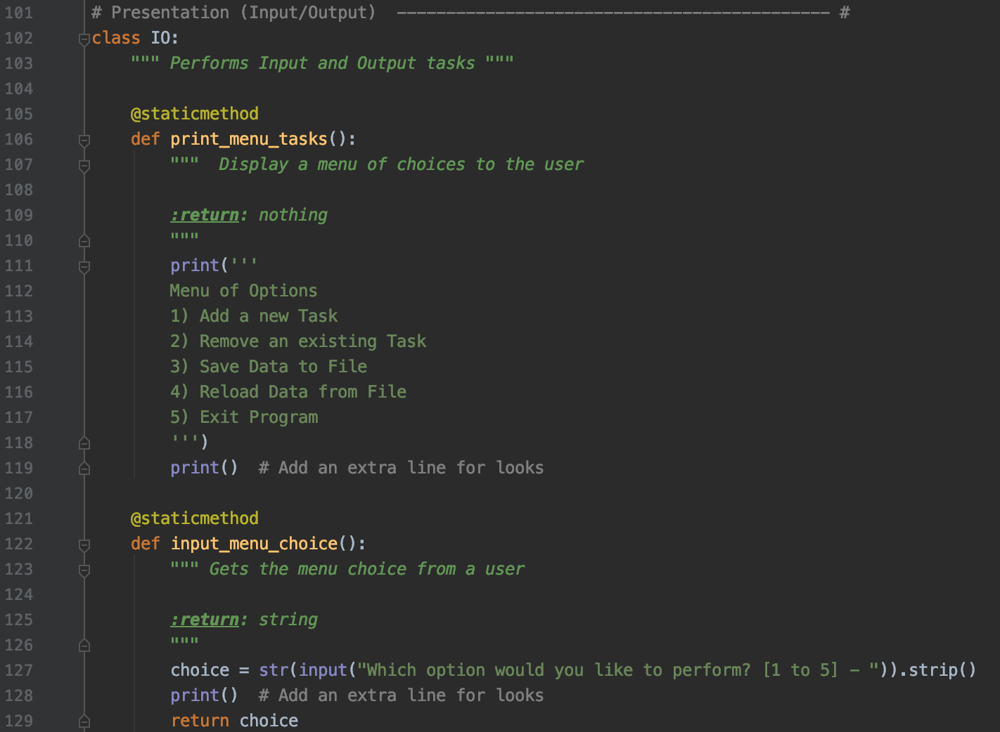 101 # Presentation (Input/Output)  -------------------------------------------- #
102 class IO:
103     """ Performs Input and Output tasks """
104
105     @staticmethod
106     def print_menu_tasks():
107         """  Display a menu of choices to the user
108
109         :return: nothing
110         """
111         print('''
112         Menu of Options
113         1) Add a new Task
114         2) Remove an existing Task
115         3) Save Data to File
116         4) Reload Data from File
117         5) Exit Program
118         ''')
119         print()  # Add an extra line for looks
120
121     @staticmethod
122     def input_menu_choice():
123         """ Gets the menu choice from a user
124
125         :return: string
126         """
127         choice = str(input("Which option would you like to perform? [1 to 5] - ")).strip()
128         print()  # Add an extra line for looks
129         return choice